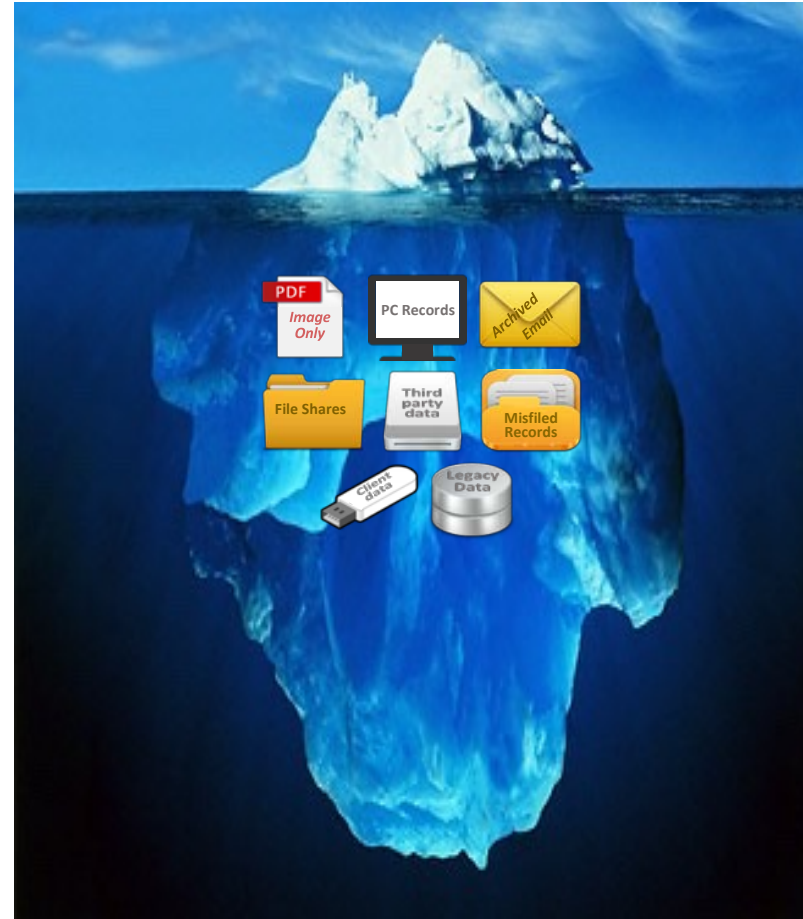 PDF
Image
Only
PC Records
Archived
Email
File Shares
Third
party
data
Misfiled
Records
Client
data
Legacy
Data